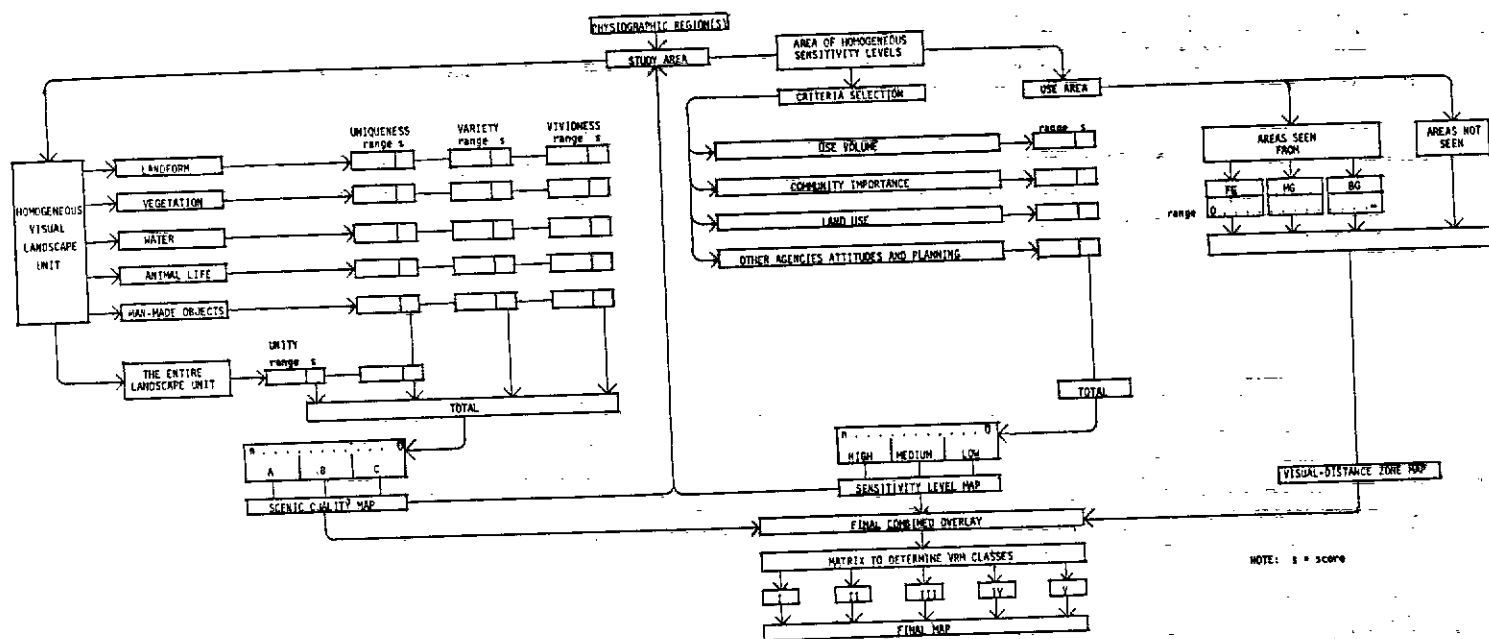 PHYSIOGRAPHIC REGION(S)
STUDY AREA
AREA OF HOMOGENEOUS
SENSITIVITY LEVELS
CRITERIA SELECTION
USE AREA
UNIQUENESS
range s
VARIETY
range s
VIVIDNESS
range s
HOMOGENEOUS
VISUAL
LANDSCAPE
UNIT
LANDFORM
VEGETATION
WATER
ANIMAL LIFE
MAN-MADE OBJECTS
UNITY
range s
THE ENTIRE
LANDSCAPE UNIT
TOTAL
n . . . . . . . . . . 0
A B C
SCENIC QUALITY MAP
range s
USE VOLUME
COMMUNITY IMPORTANCE
LAND USE
OTHER AGENCIES ATTITUDES AND PLANNING
TOTAL
n . . . . . . . . . . 0
HIGH MEDIUM LOW
SENSITIVITY LEVEL MAP
AREAS SEEN
FROM
AREAS NOT
SEEN
FG MG BG
range 0 . . . . . ∞
VISUAL-DISTANCE ZONE MAP
FINAL COMBINED OVERLAY
MATRIX TO DETERMINE VRM CLASSES
I II III IV V
FINAL MAP
NOTE: s = score